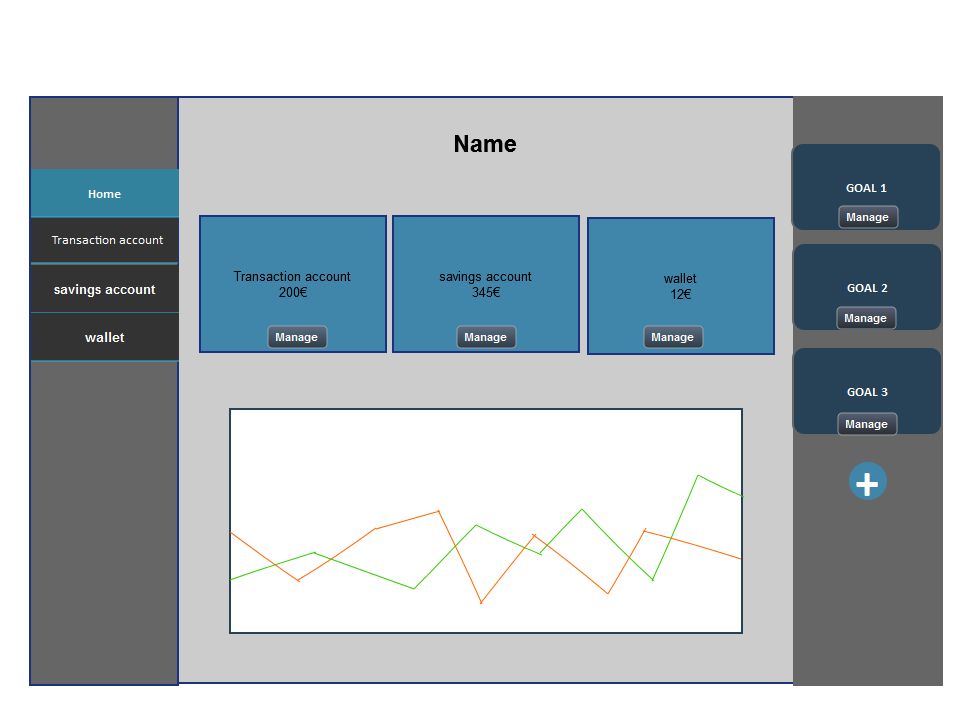 Name
Home
Transaction account
savings account
wallet
Transaction account
200€
Manage
savings account
345€
Manage
wallet
12€
Manage
GOAL 1
Manage
GOAL 2
Manage
GOAL 3
Manage
+